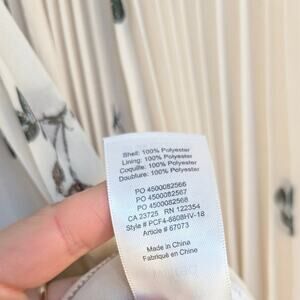 Shell: 100% Polyester
Lining: 100% Polyester
Coquille: 100% Polyester
Doublure: 100% Polyester
PO 4500082566
PO 4500082567
PO 4500082568
CA 23725 RN 122354
Style # PCF4-6608HV-18
Article # 67073
Made in China
Fabriqué en Chine